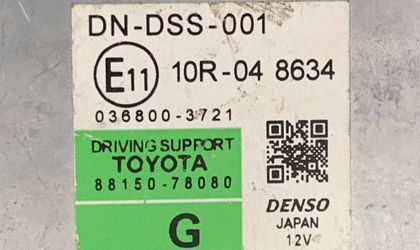 DN-DSS-001
E11 10R-04 8634
036800-3721
DRIVING SUPPORT
TOYOTA
88150-78080
G
DENSO
JAPAN
12V